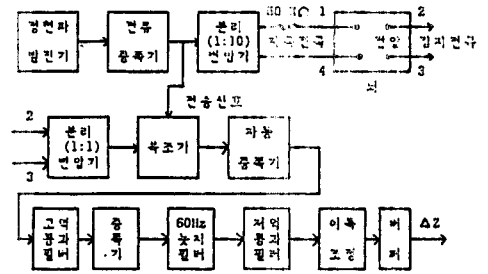 정현파
발진기
전류
증폭기
분리
(1:10)
변압기
1
2
자극전극
전압
감지전극
4
3
뇌
전송신호
2
3
분리
(1:1)
변압기
복조기
자동
증폭기
고역
통과
필터
증폭
기
60Hz
놋치
필터
저역
통과
필터
이득
조정
버
퍼
ΔZ